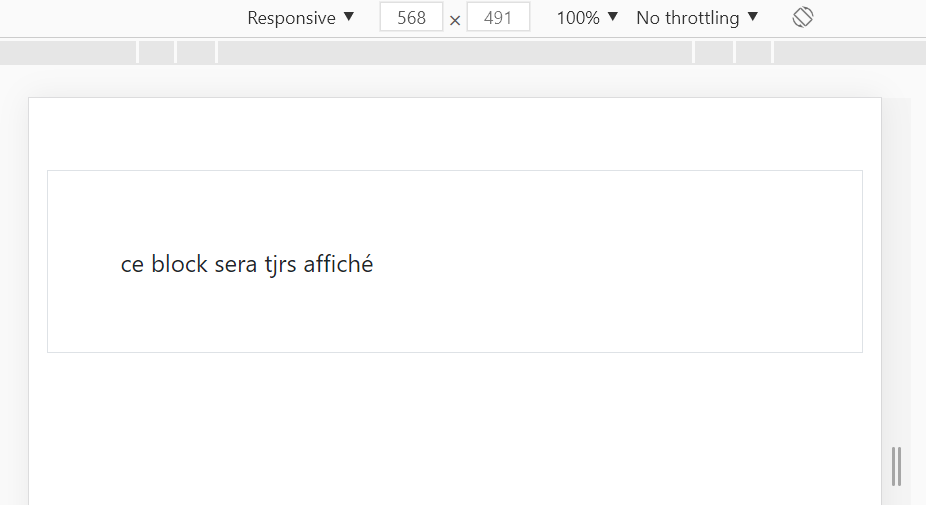 Responsive ▼ 568 × 491 100% ▼ No throttling ▼
ce block sera tjrs affiché